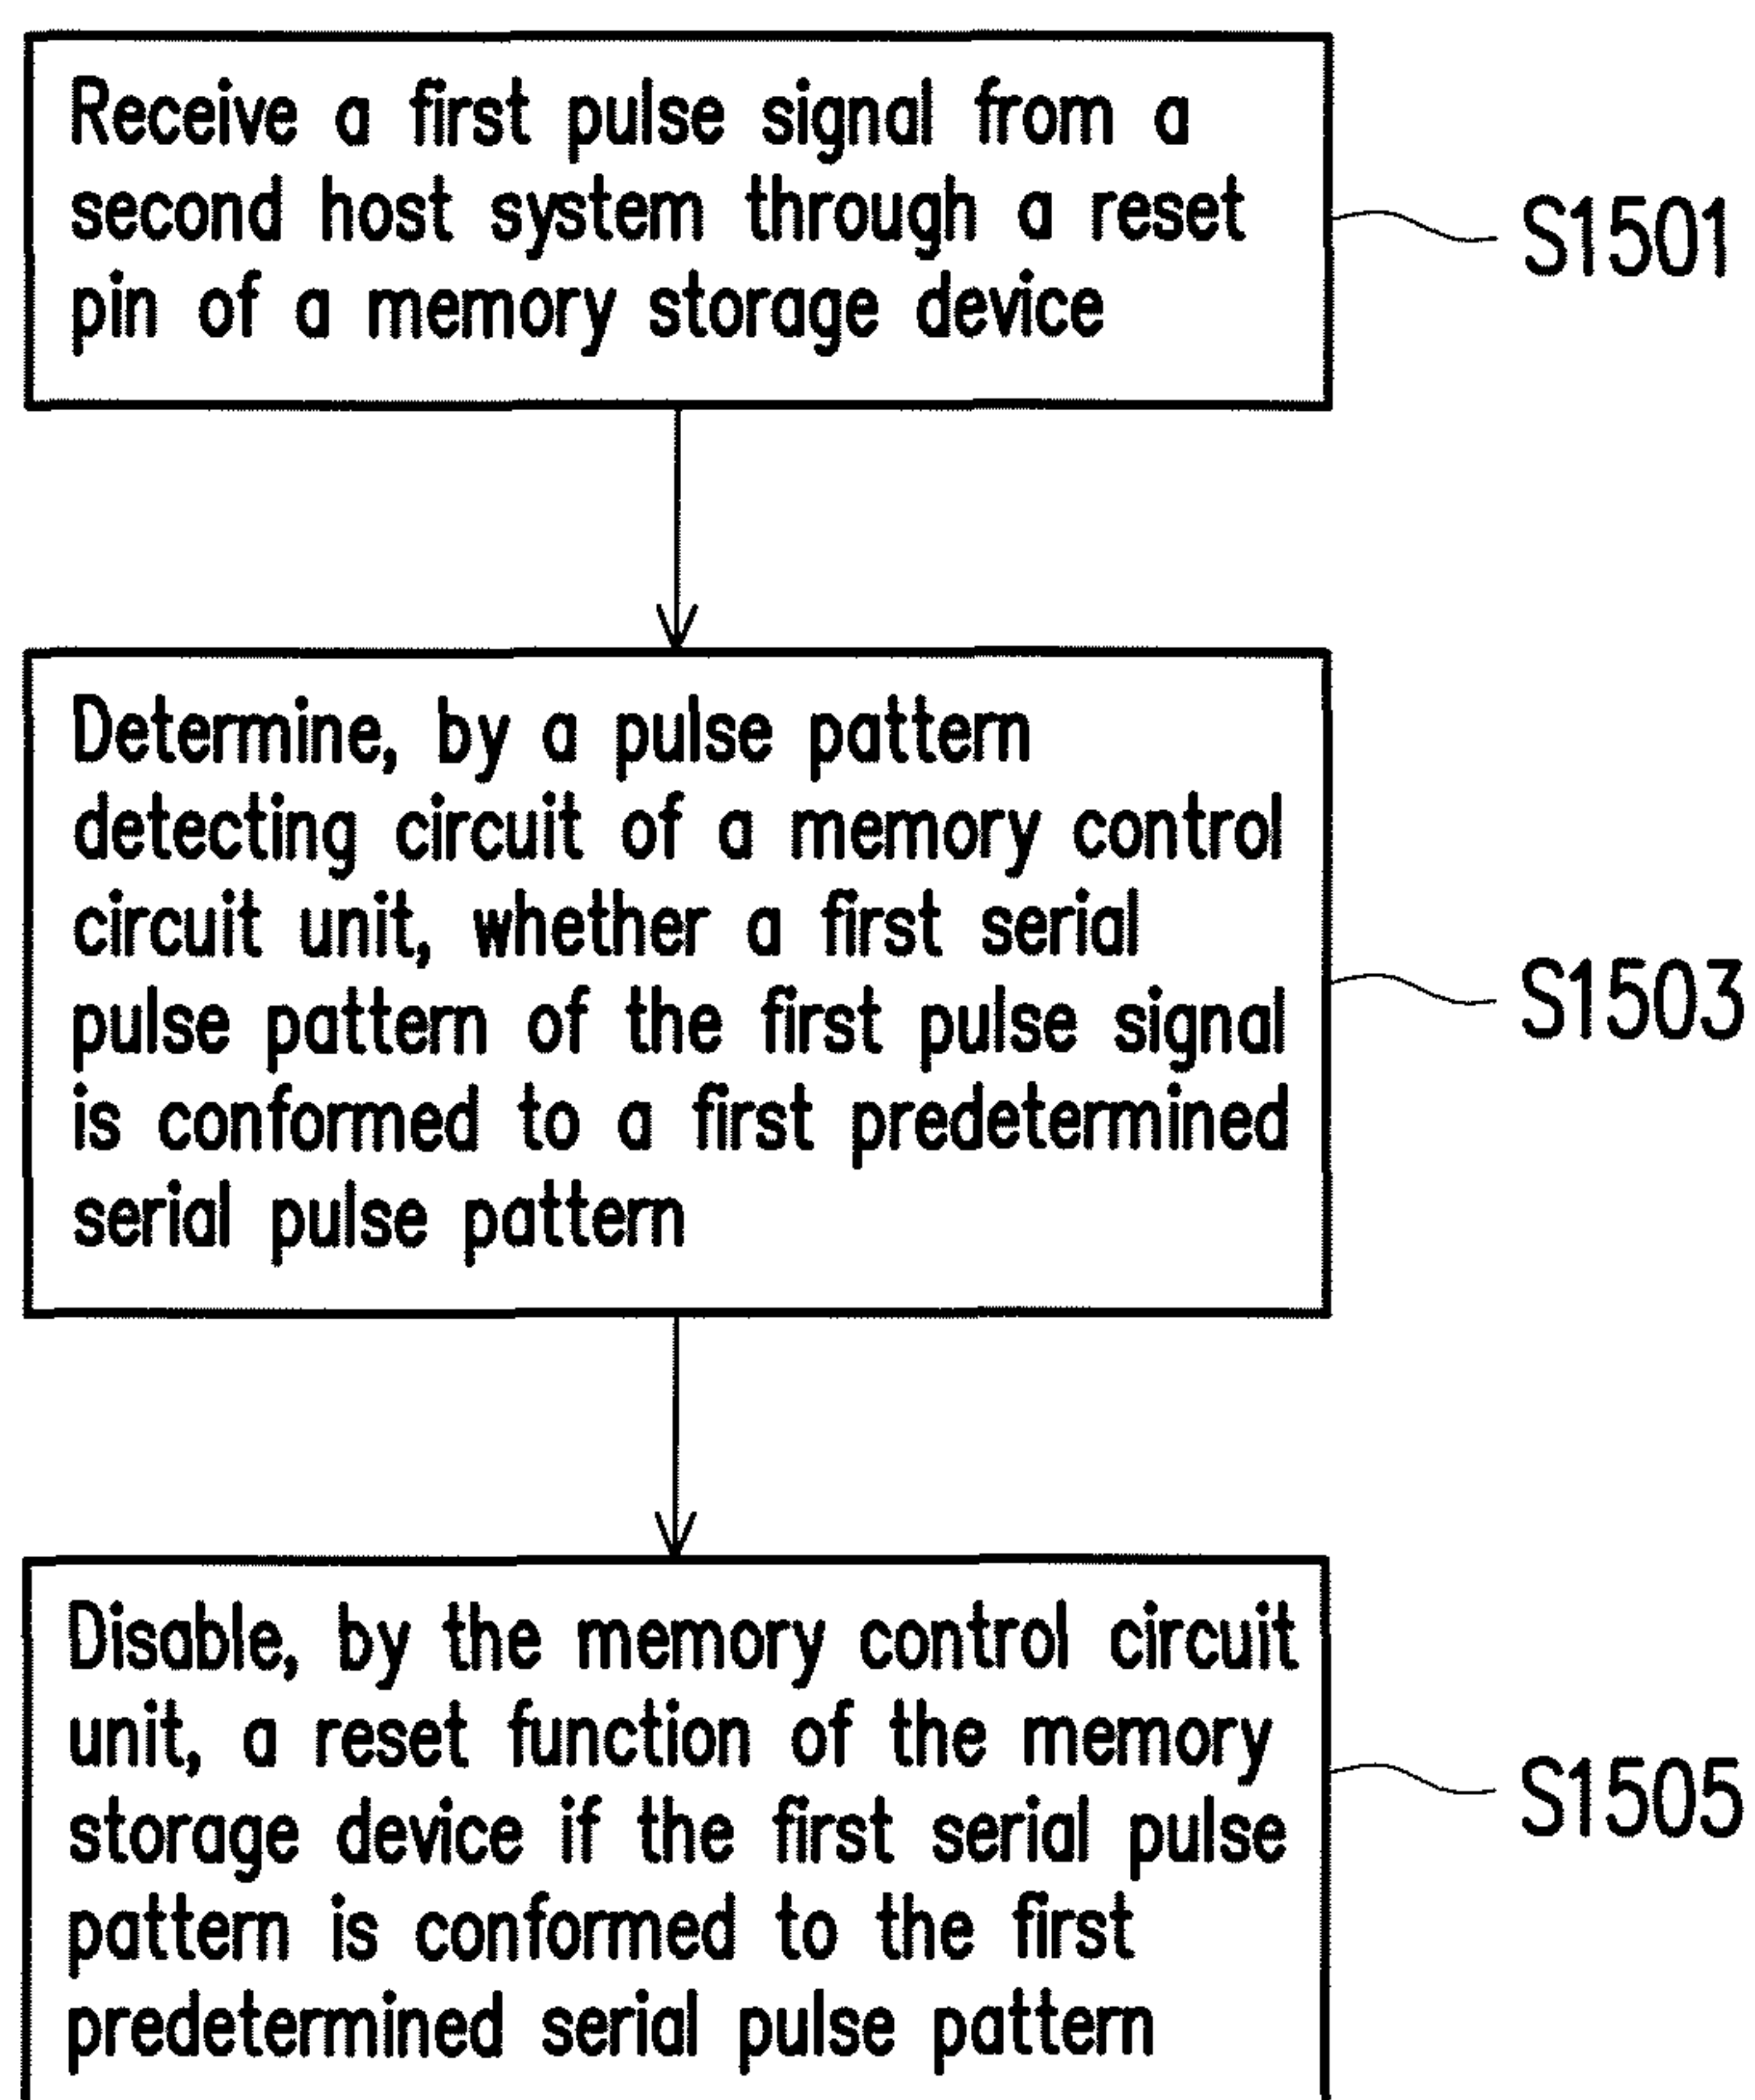 Receive a first pulse signal from a
second host system through a reset
pin of a memory storage device
S1501
Determine, by a pulse pattern
detecting circuit of a memory control
circuit unit, whether a first serial
pulse pattern of the first pulse signal
is conformed to a first predetermined
serial pulse pattern
S1503
Disable, by the memory control circuit
unit, a reset function of the memory
storage device if the first serial pulse
pattern is conformed to the first
predetermined serial pulse pattern
S1505